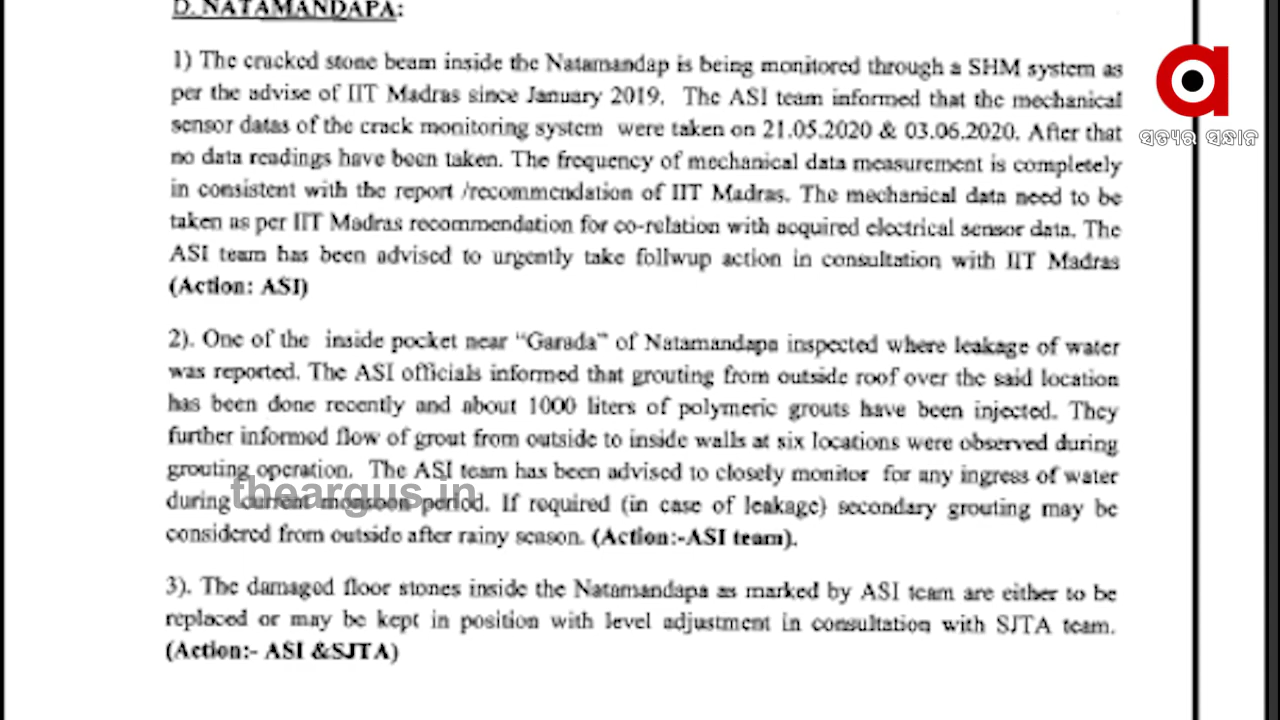 D. NATAMANDAPA:
1) The cracked stone beam inside the Natamandap is being monitored through a SHM system as
per the advise of IIT Madras since January 2019. The ASI team informed that the mechanical
sensor datas of the crack monitoring system were taken on 21.05.2020 & 03.06.2020. After that
no data readings have been taken. The frequency of mechanical data measurement is completely
in consistent with the report /recommendation of IIT Madras. The mechanical data need to be
taken as per IIT Madras recommendation for co-relation with acquired electrical sensor data. The
ASI team has been advised to urgently take follwup action in consultation with IIT Madras
(Action: ASI)
2). One of the inside pocket near “Garada” of Natamandapa inspected where leakage of water
was reported. The ASI officials informed that grouting from outside roof over the said location
has been done recently and about 1000 liters of polymeric grouts have been injected. They
further informed flow of grout from outside to inside walls at six locations were observed during
grouting operation. The ASI team has been advised to closely monitor for any ingress of water
during current monsoon period. If required (in case of leakage) secondary grouting may be
considered from outside after rainy season. (Action:-ASI team).
3). The damaged floor stones inside the Natamandapa as marked by ASI team are either to be
replaced or may be kept in position with level adjustment in consultation with SJTA team.
(Action:- ASI &SJTA)
theargus.in
ସତ୍ୟର ସନ୍ଧାନ